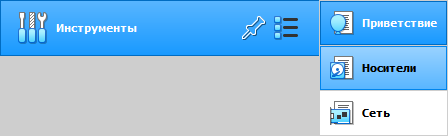 Инструменты
Приветствие
Носители
Сеть